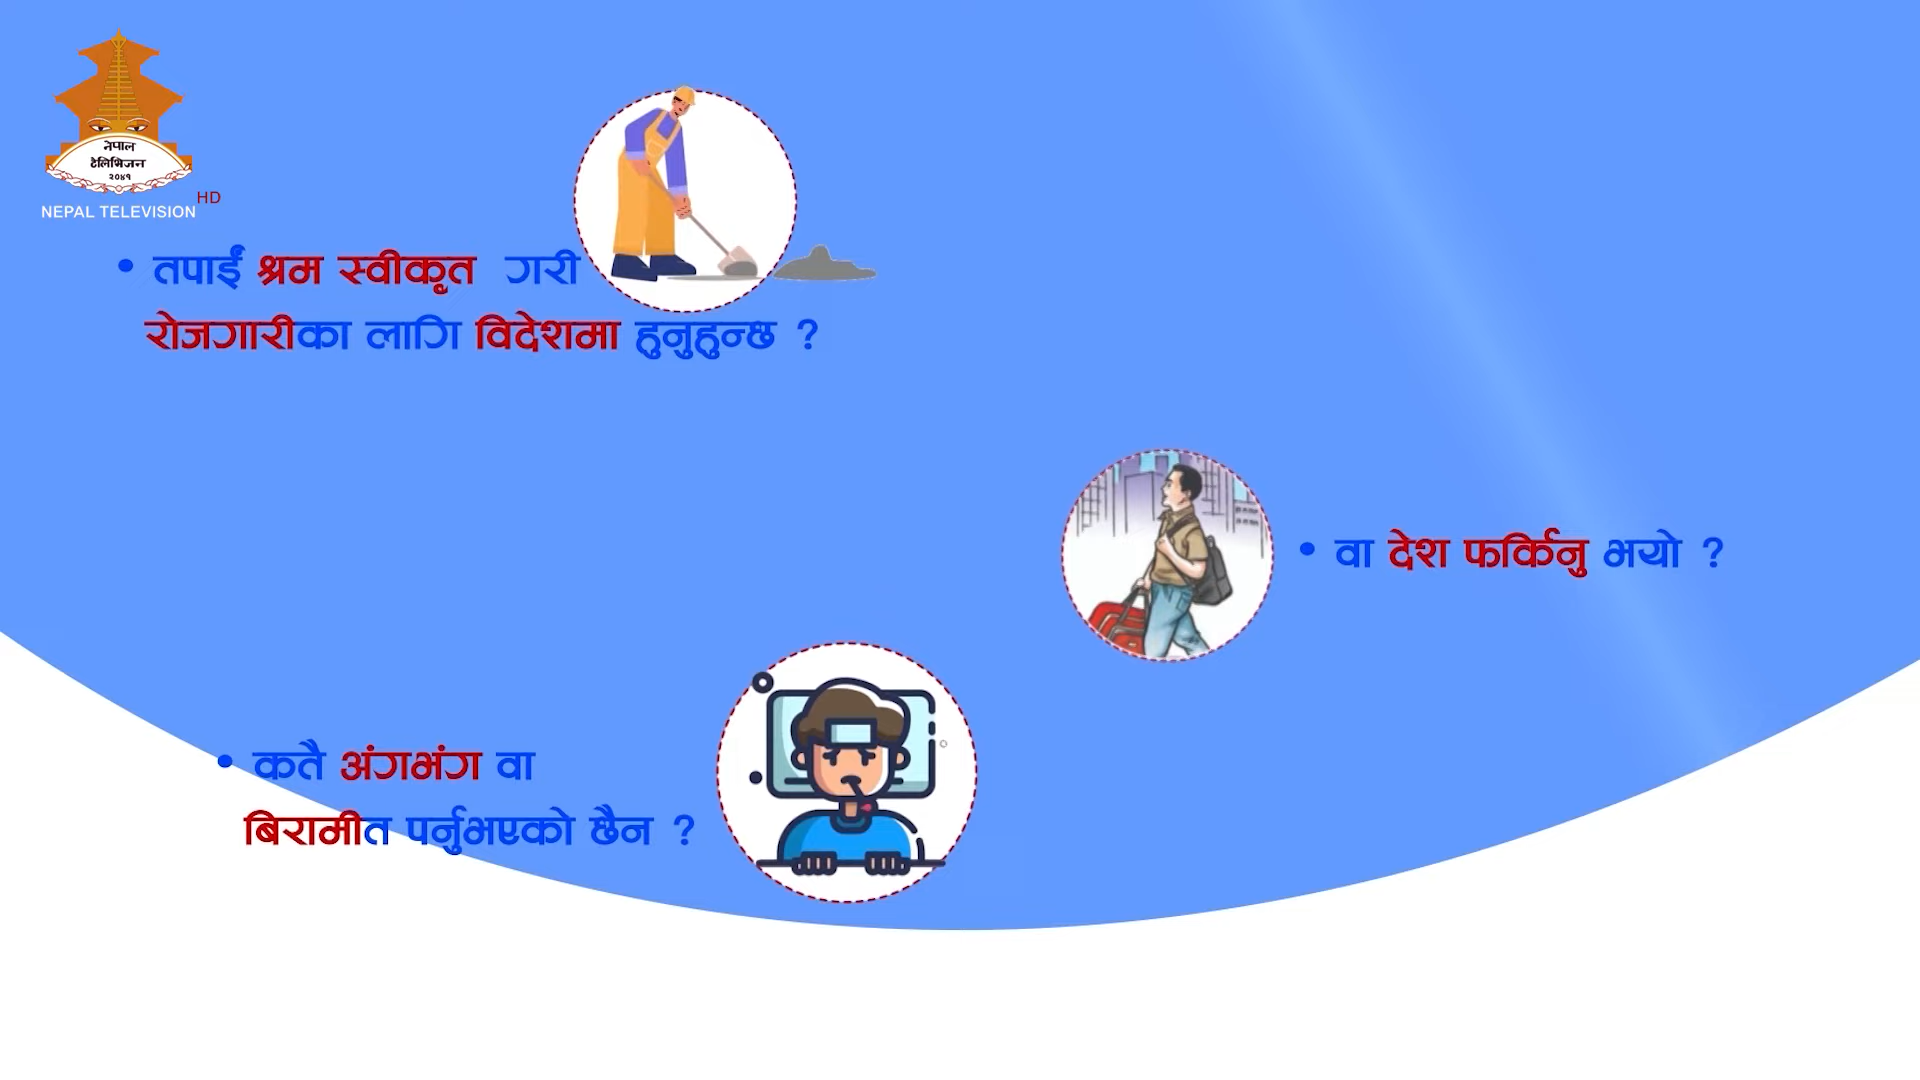 नेपाल
टेलिभिजन
२०४१
NEPAL TELEVISION HD
• तपाईं श्रम स्वीकृत गरी
रोजगारीका लागि विदेशमा हुनुहुन्छ ?
• वा देश फर्किनु भयो ?
• कतै अंगभंग वा
बिरामीत पर्नुभएको छैन ?